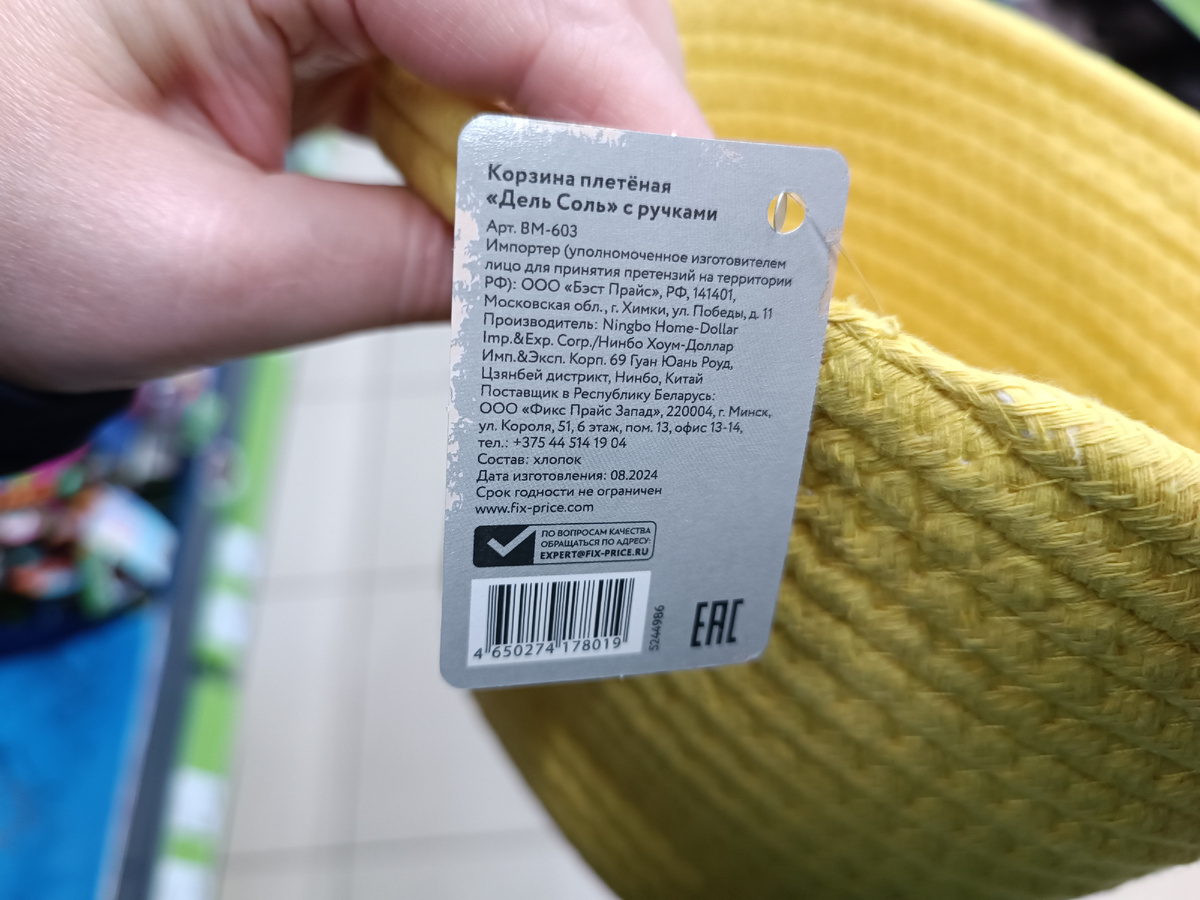 Корзина плетёная
«Дель Соль» с ручками
Арт. BM-603
Импортер (уполномоченное изготовителем
лицо для принятия претензий на территории
РФ): ООО «Бэст Прайс», РФ, 141401,
Московская обл., г. Химки, ул. Победы, д. 11
Производитель: Ningbo Home-Dollar
Imp.&Exp. Corp./Нинбо Хоум-Доллар
Имп.&Эксп. Корп. 69 Гуан Юань Роуд,
Цзянбей дистрикт, Нинбо, Китай
Поставщик в Республику Беларусь:
ООО «Фикс Прайс Запад», 220004, г. Минск,
ул. Короля, 51, 6 этаж, пом. 13, офис 13-14,
тел.: +375 44 514 19 04
Состав: хлопок
Дата изготовления: 08.2024
Срок годности не ограничен
www.fix-price.com
ПО ВОПРОСАМ КАЧЕСТВА
ОБРАЩАТЬСЯ ПО АДРЕСУ:
EXPERT@FIX-PRICE.RU
4 650274 178019
5244986
EAC